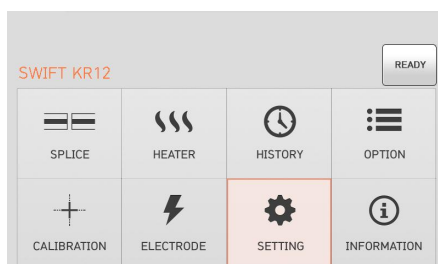 READY
SWIFT KR12
SPLICE
HEATER
HISTORY
OPTION
CALIBRATION
ELECTRODE
SETTING
INFORMATION